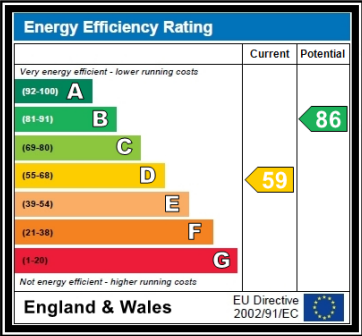 Energy Efficiency Rating
Current Potential
Very energy efficient - lower running costs
(92-100) A
(81-91) B 86
(69-80) C
(55-68) D 59
(39-54) E
(21-38) F
(1-20) G
Not energy efficient - higher running costs
England & Wales
EU Directive
2002/91/EC